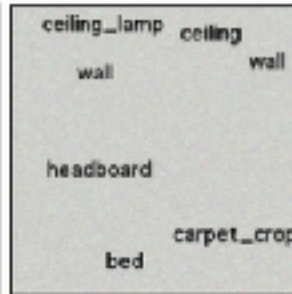 ceiling_lamp
ceiling
wall
wall
headboard
carpet_crop
bed